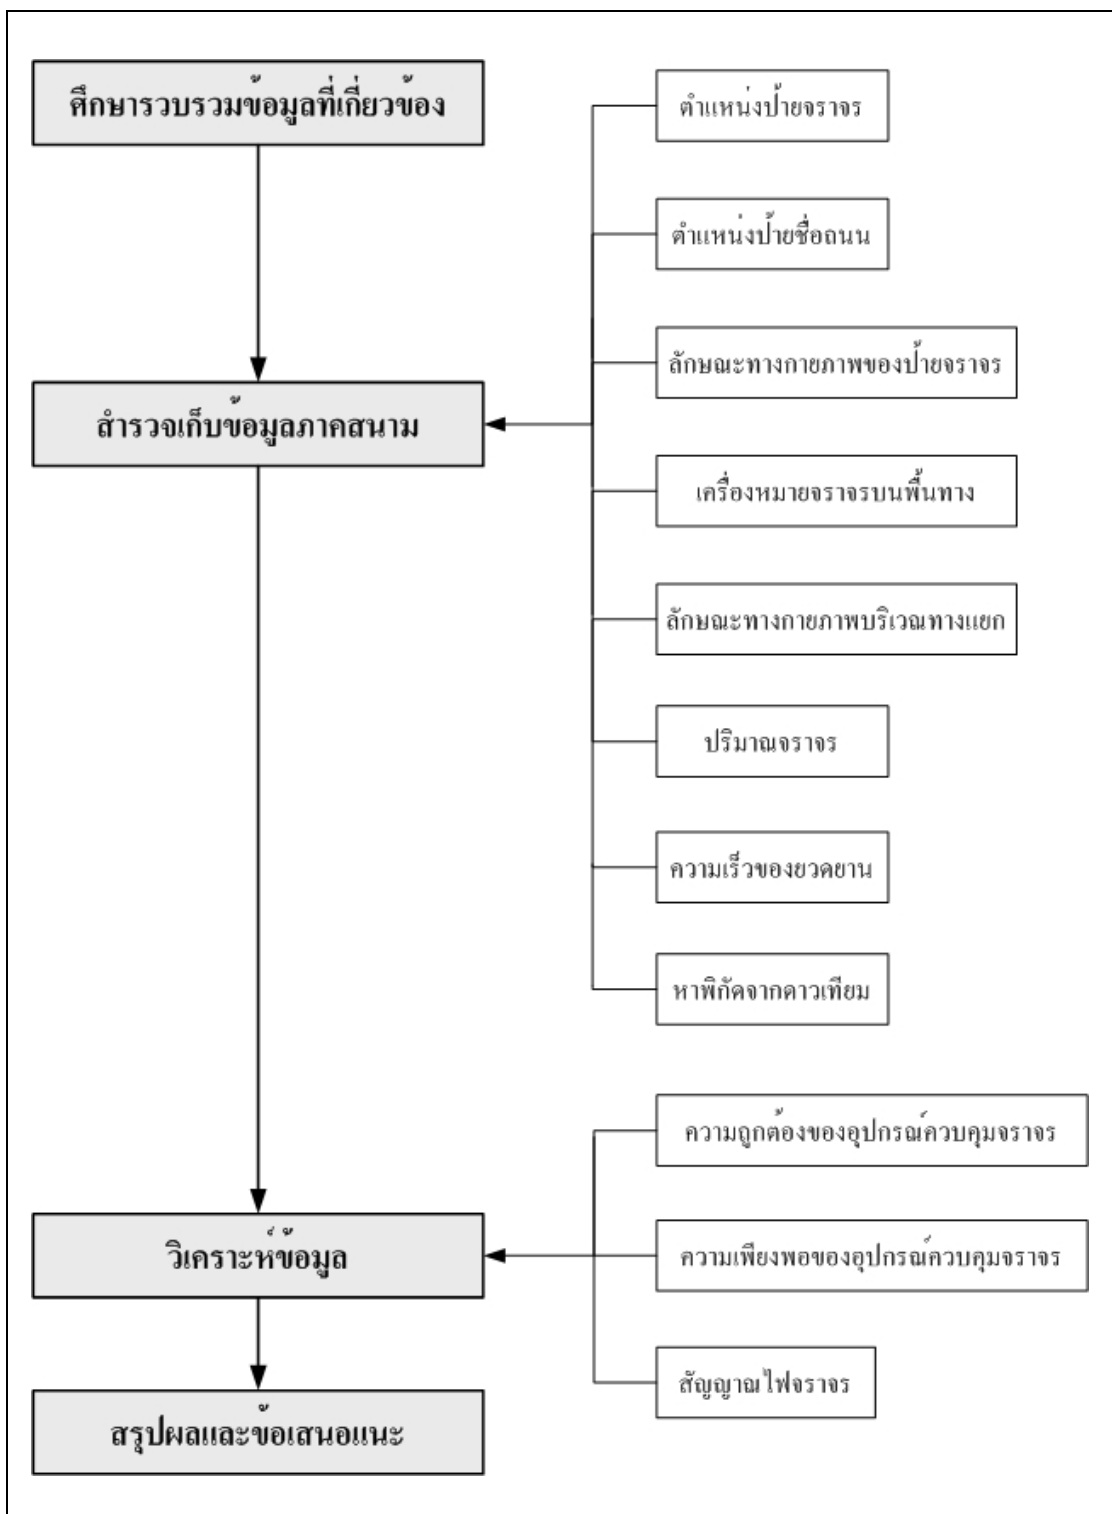 ศึกษารวบรวมข้อมูลที่เกี่ยวข้อง
ตำแหน่งป้ายจราจร
ตำแหน่งป้ายชื่อถนน
ลักษณะทางกายภาพของป้ายจราจร
สำรวจเก็บข้อมูลภาคสนาม
เครื่องหมายจราจรบนพื้นทาง
ลักษณะทางกายภาพบริเวณทางแยก
ปริมาณจราจร
ความเร็วของยวดยาน
หาพิกัดจากดาวเทียม
ความถูกต้องของอุปกรณ์ควบคุมจราจร
วิเคราะห์ข้อมูล
ความเพียงพอของอุปกรณ์ควบคุมจราจร
สัญญาณไฟจราจร
สรุปผลและข้อเสนอแนะ